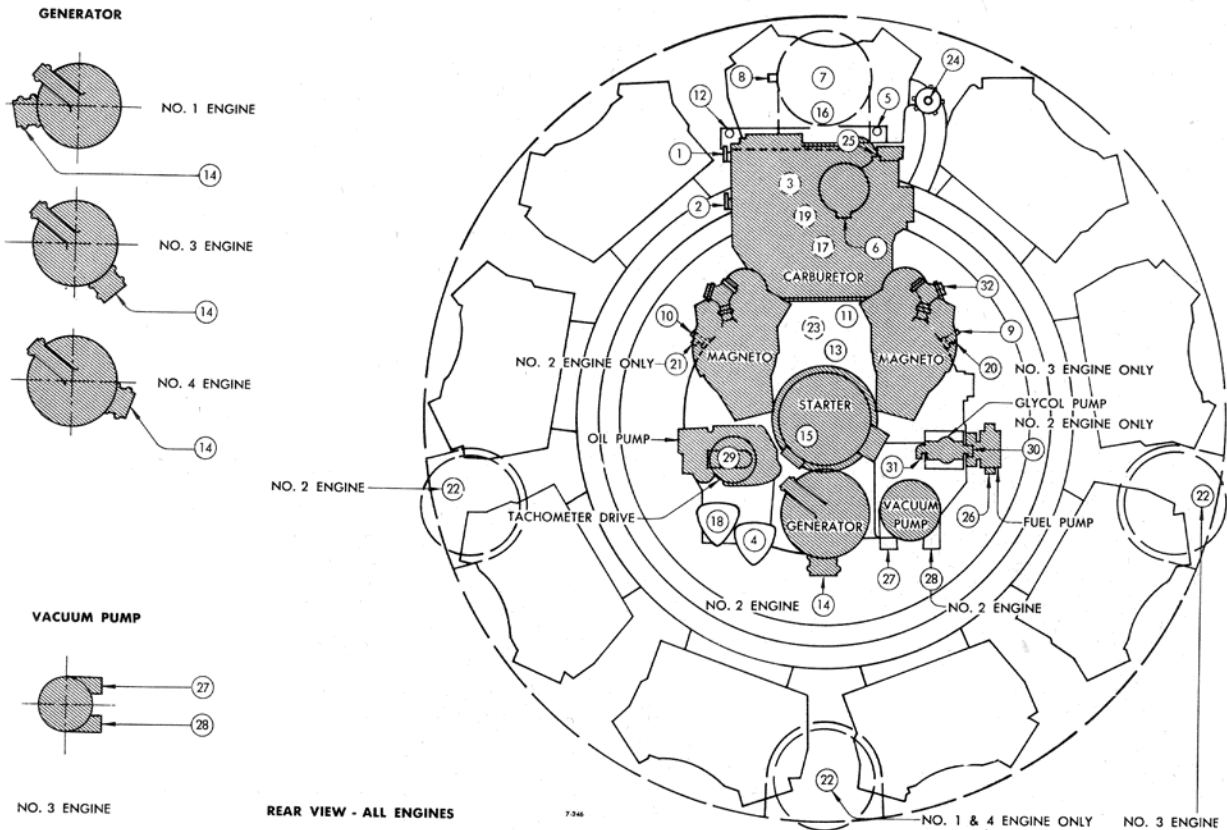 GENERATOR
NO. 1 ENGINE
14
NO. 3 ENGINE
14
NO. 4 ENGINE
14
VACUUM PUMP
27
28
NO. 3 ENGINE
REAR VIEW - ALL ENGINES
7-346
8
7
24
12
16
5
1
25
3
2
19
17
6
CARBURETOR
32
10
23
11
9
13
NO. 2 ENGINE ONLY
21
MAGNETO
MAGNETO
20
NO. 3 ENGINE ONLY
STARTER
GLYCOL PUMP
NO. 2 ENGINE ONLY
OIL PUMP
15
29
31
30
NO. 2 ENGINE
22
22
TACHOMETER DRIVE
18
4
GENERATOR
VACUUM
PUMP
26
FUEL PUMP
27
28
NO. 2 ENGINE
14
NO. 2 ENGINE
22
NO. 1 & 4 ENGINE ONLY
NO. 3 ENGINE